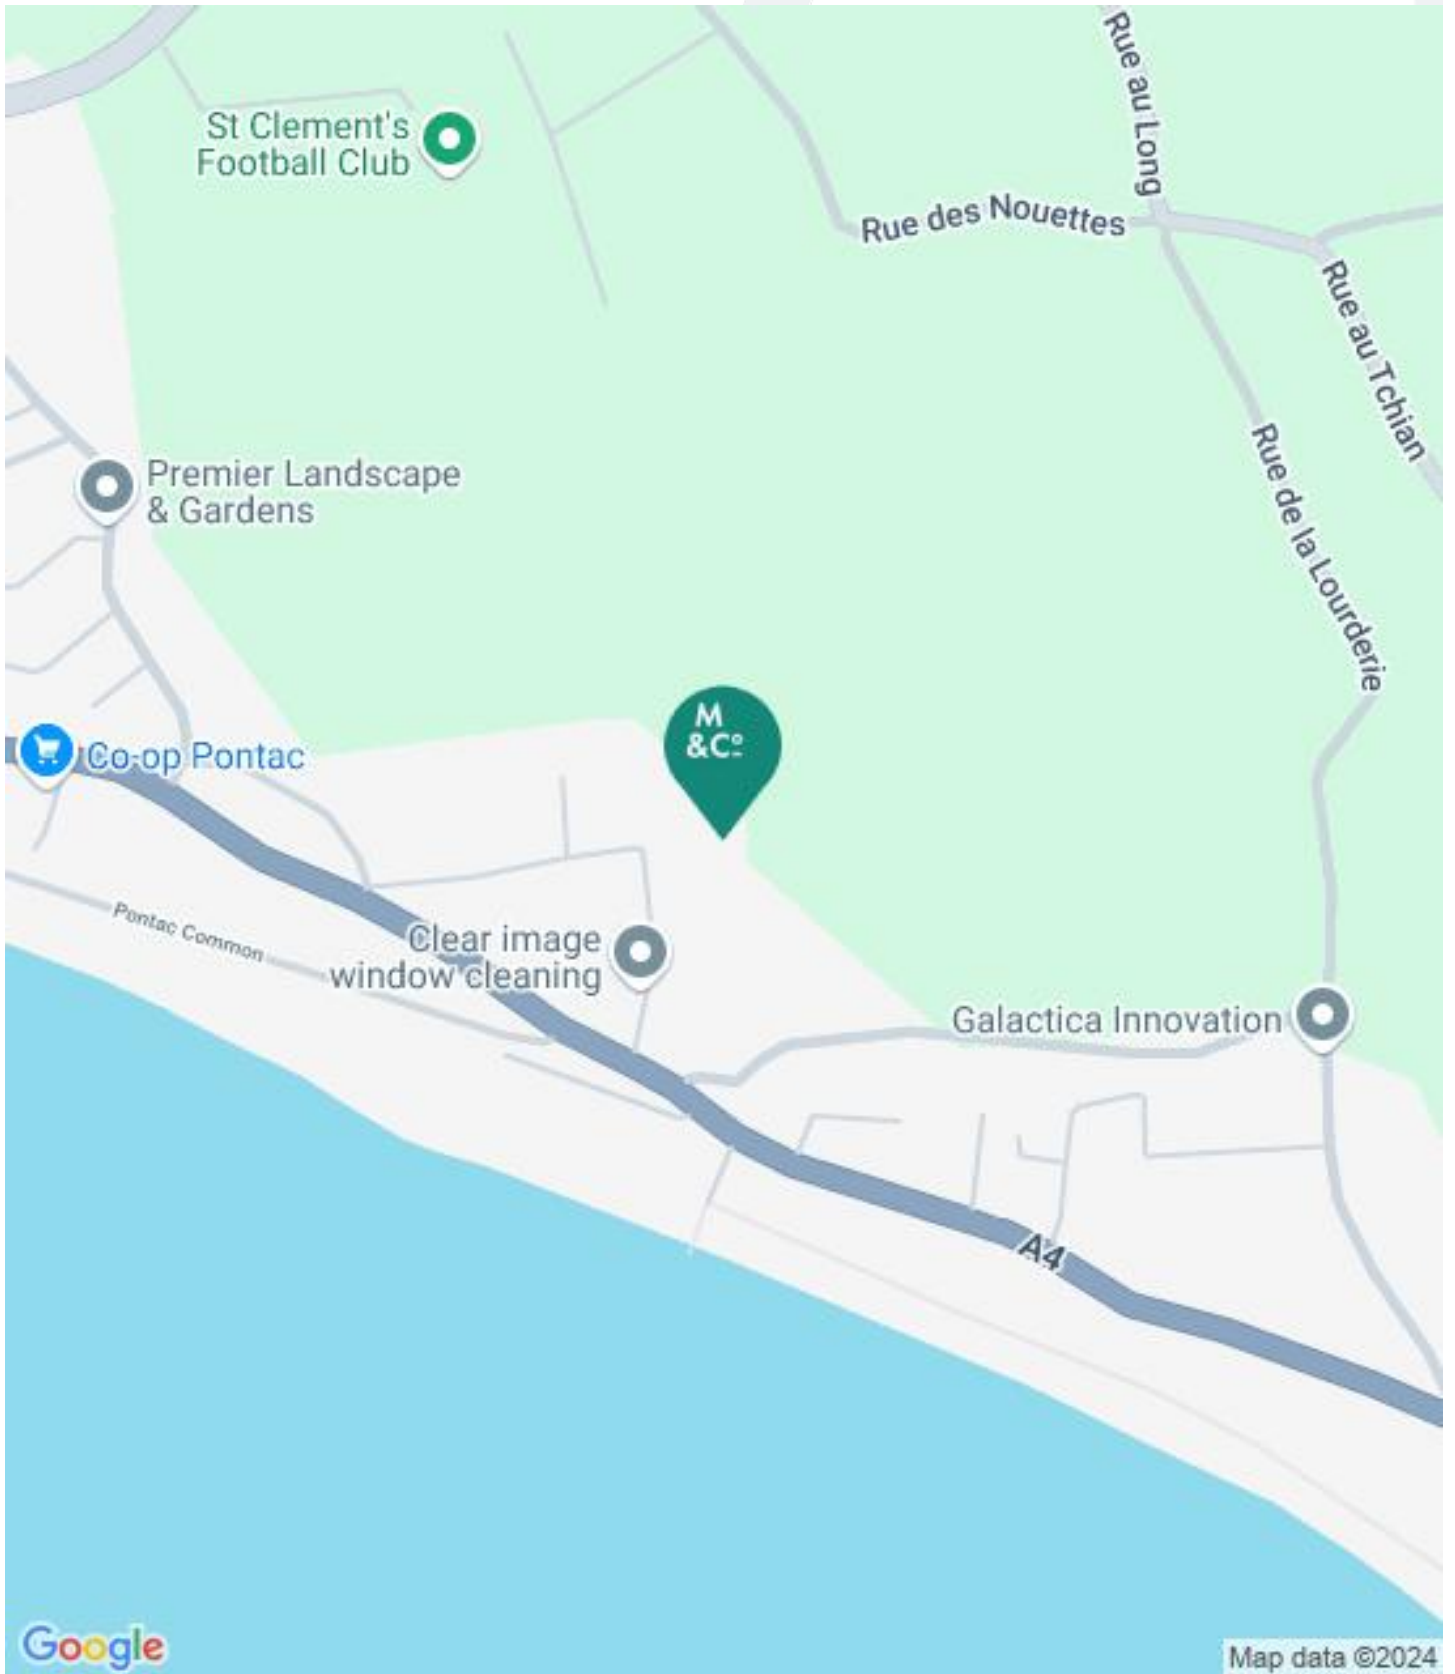 Rue au Long
St Clement's
Football Club
Rue des Nouettes
Rue au Tchian
Rue de la Lourderie
Premier Landscape
& Gardens
M
&Cº
Co-op Pontac
Pontac Common
Clear image
window cleaning
Galactica Innovation
A4
Google
Map data ©2024